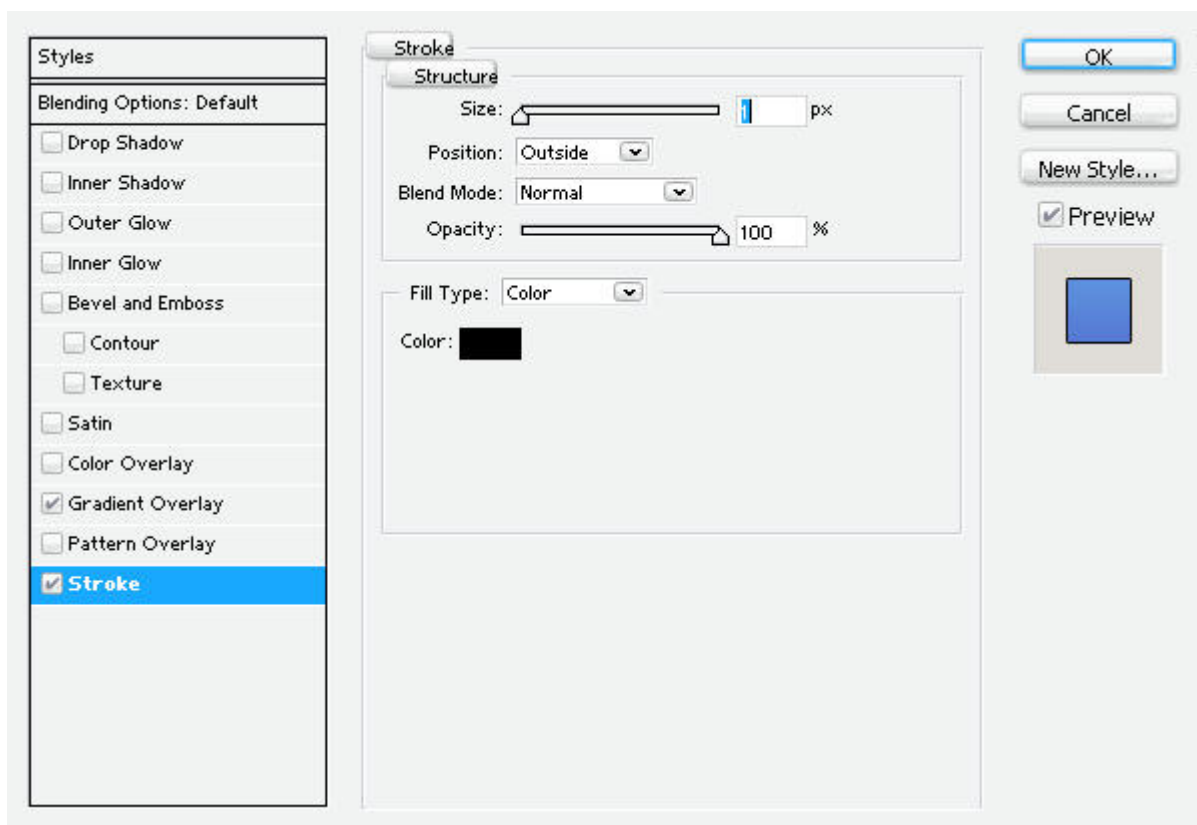 Styles
Blending Options: Default
Drop Shadow
Inner Shadow
Outer Glow
Inner Glow
Bevel and Emboss
Contour
Texture
Satin
Color Overlay
Gradient Overlay
Pattern Overlay
Stroke
Stroke
Structure
Size: 1 px
Position: Outside
Blend Mode: Normal
Opacity: 100 %
Fill Type: Color
Color:
OK
Cancel
New Style...
Preview